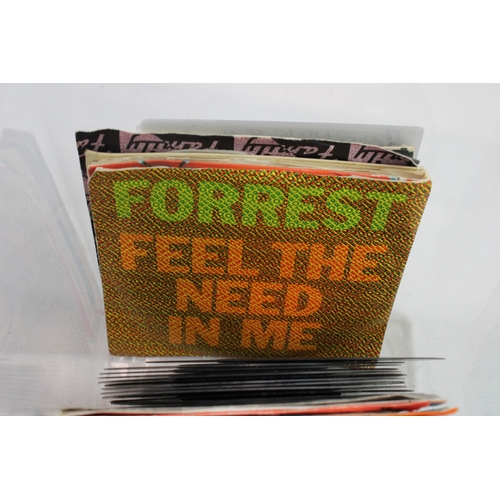 FORREST
FEEL THE
NEED
IN ME